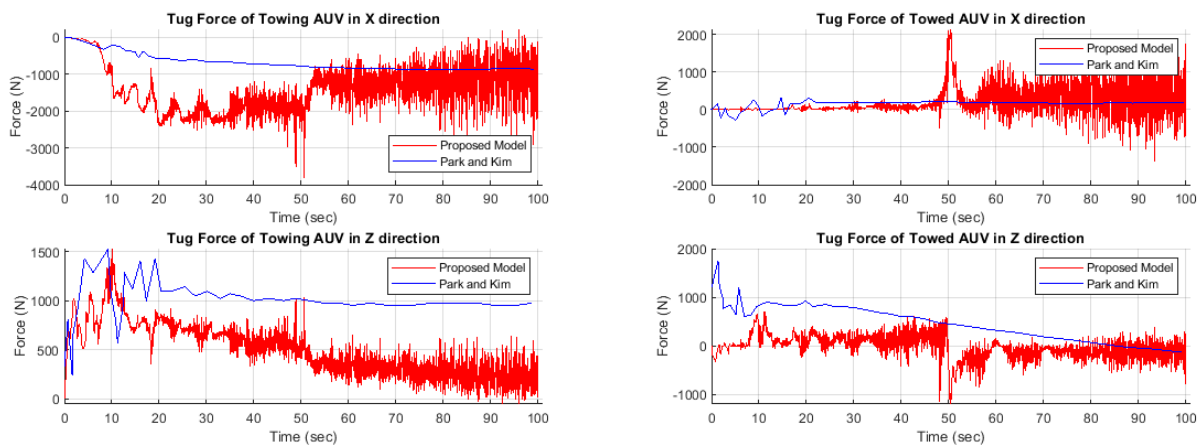 Tug Force of Towing AUV in X direction
0
-1000
-2000
-3000
-4000
Force (N)
Proposed Model
Park and Kim
0 10 20 30 40 50 60 70 80 90 100
Time (sec)
Tug Force of Towed AUV in X direction
2000
1000
0
-1000
-2000
Force (N)
Proposed Model
Park and Kim
0 10 20 30 40 50 60 70 80 90 100
Time (sec)
Tug Force of Towing AUV in Z direction
1500
1000
500
0
Force (N)
Proposed Model
Park and Kim
0 10 20 30 40 50 60 70 80 90 100
Time (sec)
Tug Force of Towed AUV in Z direction
2000
1000
0
-1000
Force (N)
Proposed Model
Park and Kim
0 10 20 30 40 50 60 70 80 90 100
Time (sec)